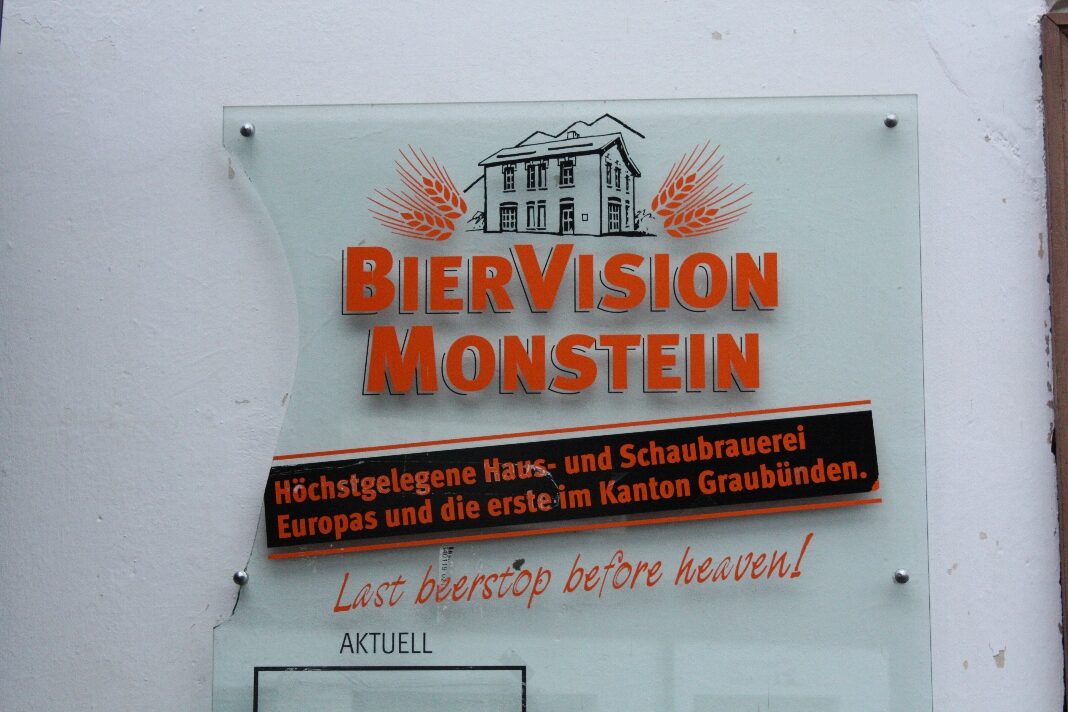 BIERVISION
MONSTEIN
Höchstgelegene Haus- und Schaubrauerei
Europas und die erste im Kanton Graubünden.
Last beerstop before heaven!
AKTUELL